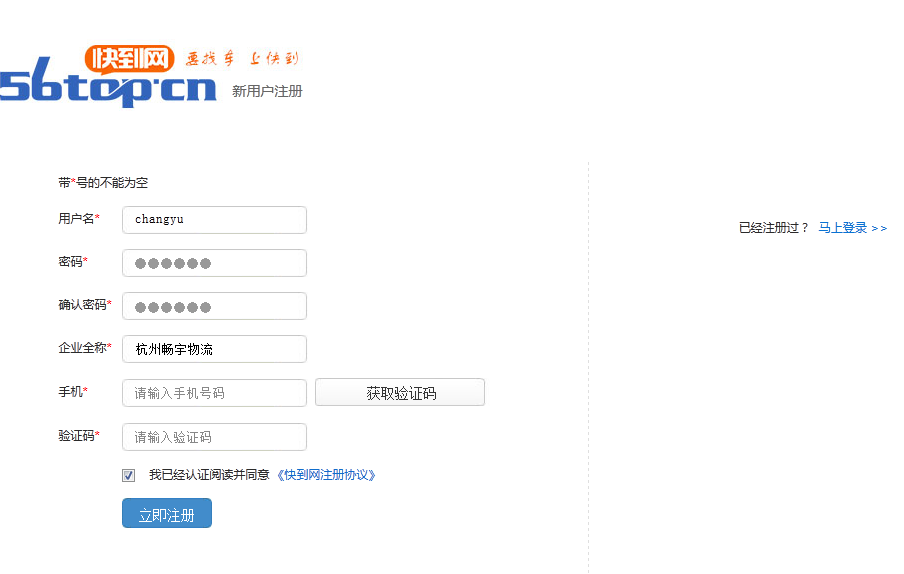 快到网 要找车 上快到
56top.cn 新用户注册
带*号的不能为空
用户名* changyu
已经注册过？ 马上登录 >>
密码* ●●●●●●
确认密码* ●●●●●●
企业全称* 杭州畅宇物流
手机* 请输入手机号码 获取验证码
验证码* 请输入验证码
我已经认证阅读并同意 《快到网注册协议》
立即注册